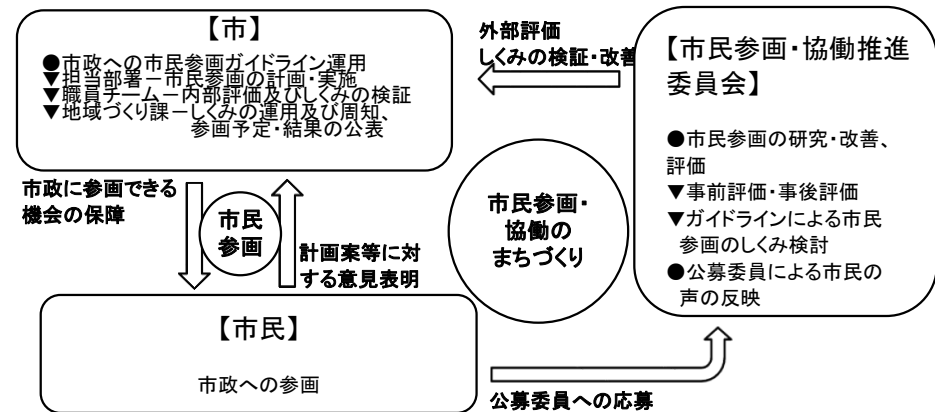 【市】
●市政への市民参画ガイドライン運用
▼担当部署－市民参画の計画・実施
▼職員チーム－内部評価及びしくみの検証
▼地域づくり課－しくみの運用及び周知、
参画予定・結果の公表
外部評価
しくみの検証・改善
【市民参画・協働推進
委員会】
●市民参画の研究・改善、
評価
▼事前評価・事後評価
▼ガイドラインによる市民
参画のしくみ検討
●公募委員による市民の
声の反映
市政に参画できる
機会の保障
市民
参画
計画案等に対
する意見表明
市民参画・
協働の
まちづくり
【市民】
市政への参画
公募委員への応募